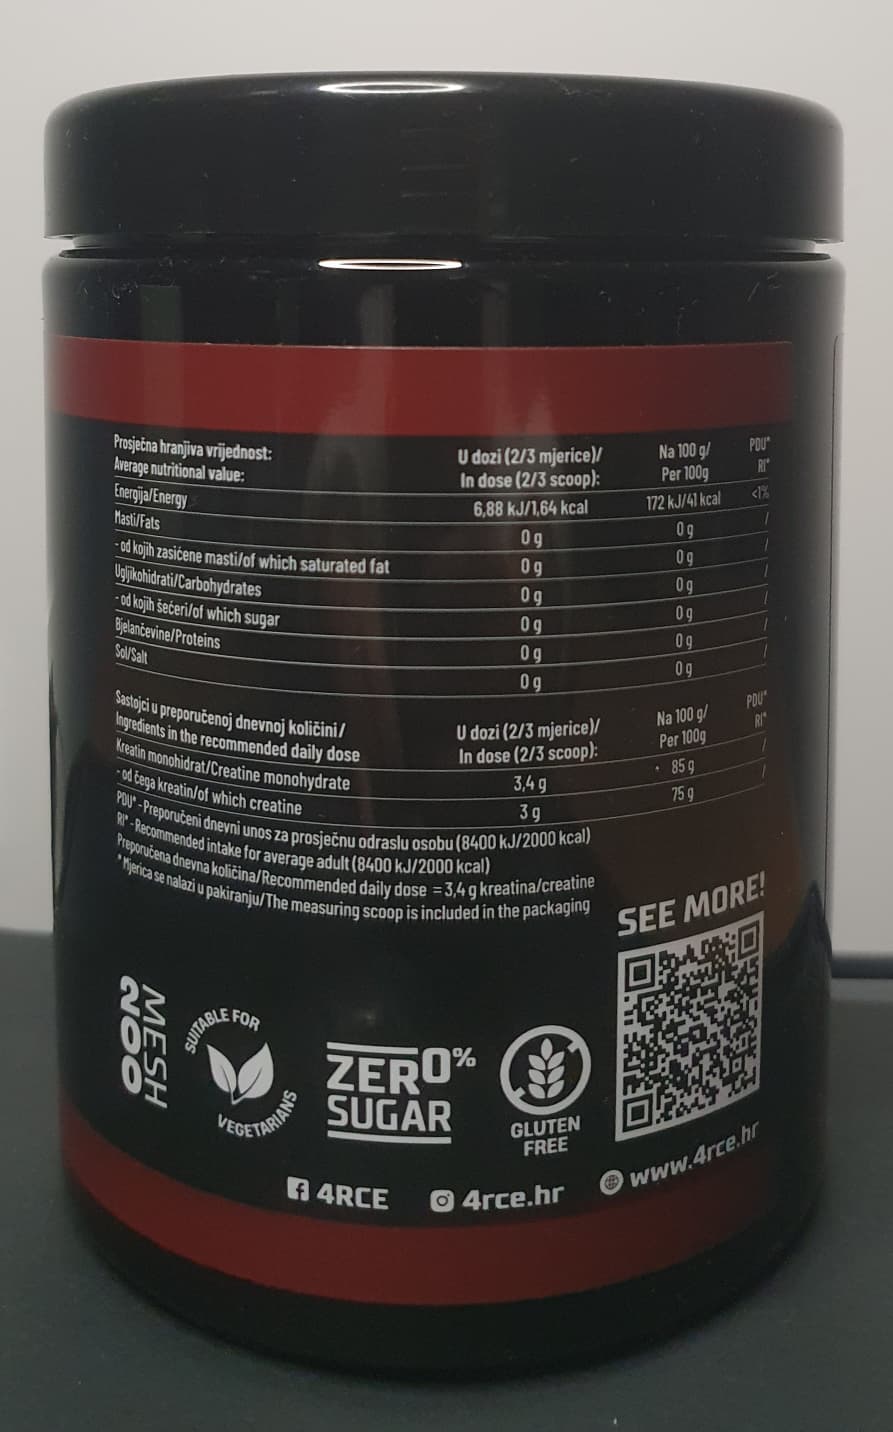 Prosječna hranjiva vrijednost: U dozi (2/3 mjerice)/ Na 100 g/ PDU*
Average nutritional value: In dose (2/3 scoop): Per 100g RI*
Energija/Energy 6,88 kJ/1,64 kcal 172 kJ/41 kcal <1%
Masti/Fats 0 g 0 g /
- od kojih zasićene masti/of which saturated fat 0 g 0 g /
Ugljikohidrati/Carbohydrates 0 g 0 g /
- od kojih šećeri/of which sugar 0 g 0 g /
Bjelančevine/Proteins 0 g 0 g /
Sol/Salt 0 g 0 g /
Sastojci u preporučenoj dnevnoj količini/ U dozi (2/3 mjerice)/ Na 100 g/ PDU*
Ingredients in the recommended daily dose In dose (2/3 scoop): Per 100g RI*
Kreatin monohidrat/Creatine monohydrate 3,4 g 85 g /
- od čega kreatin/of which creatine 3 g 75 g /
PDU* - Preporučeni dnevni unos za prosječnu odraslu osobu (8400 kJ/2000 kcal)
RI* - Recommended intake for average adult (8400 kJ/2000 kcal)
Preporučena dnevna količina/Recommended daily dose = 3,4 g kreatina/creatine
* Mjerica se nalazi u pakiranju/The measuring scoop is included in the packaging
SEE MORE!
200 MESH
SUITABLE FOR
VEGETARIANS
ZERO%
SUGAR
GLUTEN
FREE
4RCE 4rce.hr www.4rce.hr